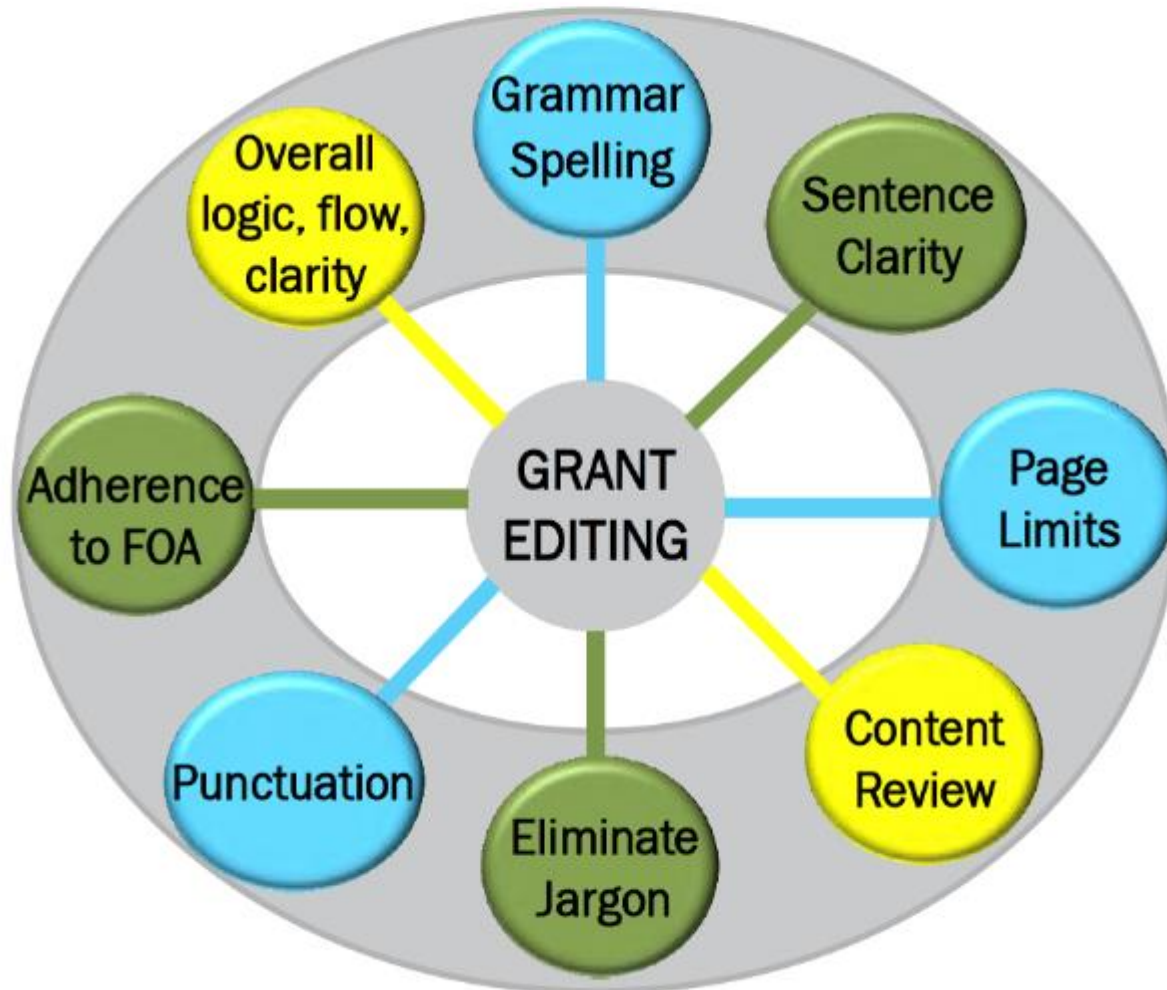 Grammar
Spelling
Sentence
Clarity
Page
Limits
Content
Review
Eliminate
Jargon
Punctuation
Adherence
to FOA
Overall
logic, flow,
clarity
GRANT
EDITING